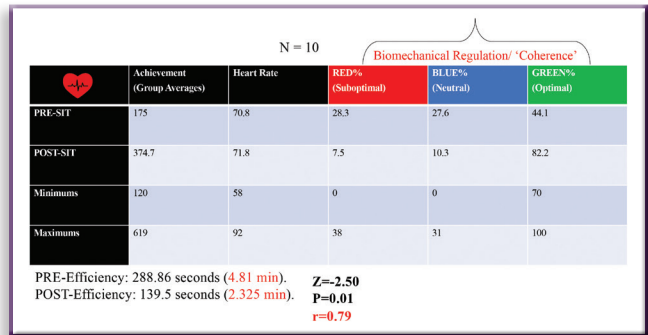 N = 10
Biomechanical Regulation/ 'Coherence'
Achievement (Group Averages) Heart Rate RED% (Suboptimal) BLUE% (Neutral) GREEN% (Optimal)
PRE-SIT 175 70.8 28.3 27.6 44.1
POST-SIT 374.7 71.8 7.5 10.3 82.2
Minimums 120 58 0 0 70
Maximums 619 92 38 31 100
PRE-Efficiency: 288.86 seconds (4.81 min).
POST-Efficiency: 139.5 seconds (2.325 min).
Z=-2.50
P=0.01
r=0.79